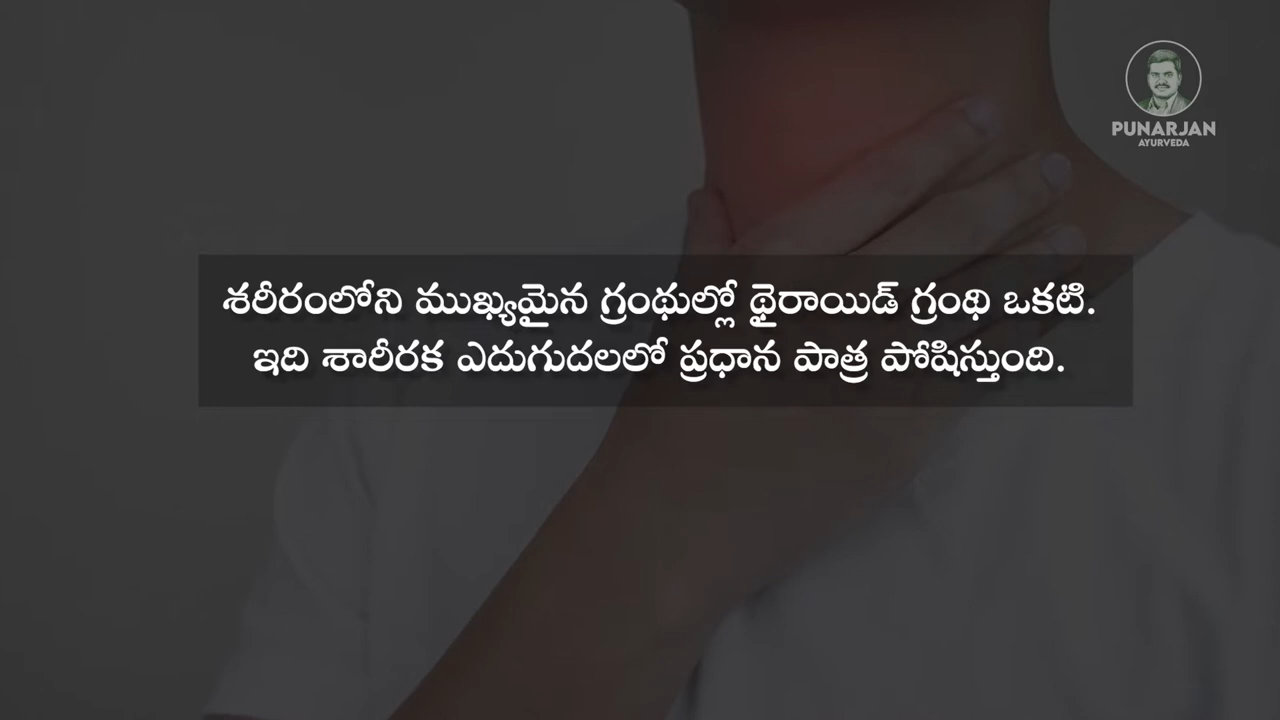 PUNARJAN
AYURVEDA
శరీరంలోని ముఖ్యమైన గ్రంథుల్లో థైరాయిడ్ గ్రంథి ఒకటి.
ఇది శారీరక ఎదుగుదలలో ప్రధాన పాత్ర పోషిస్తుంది.